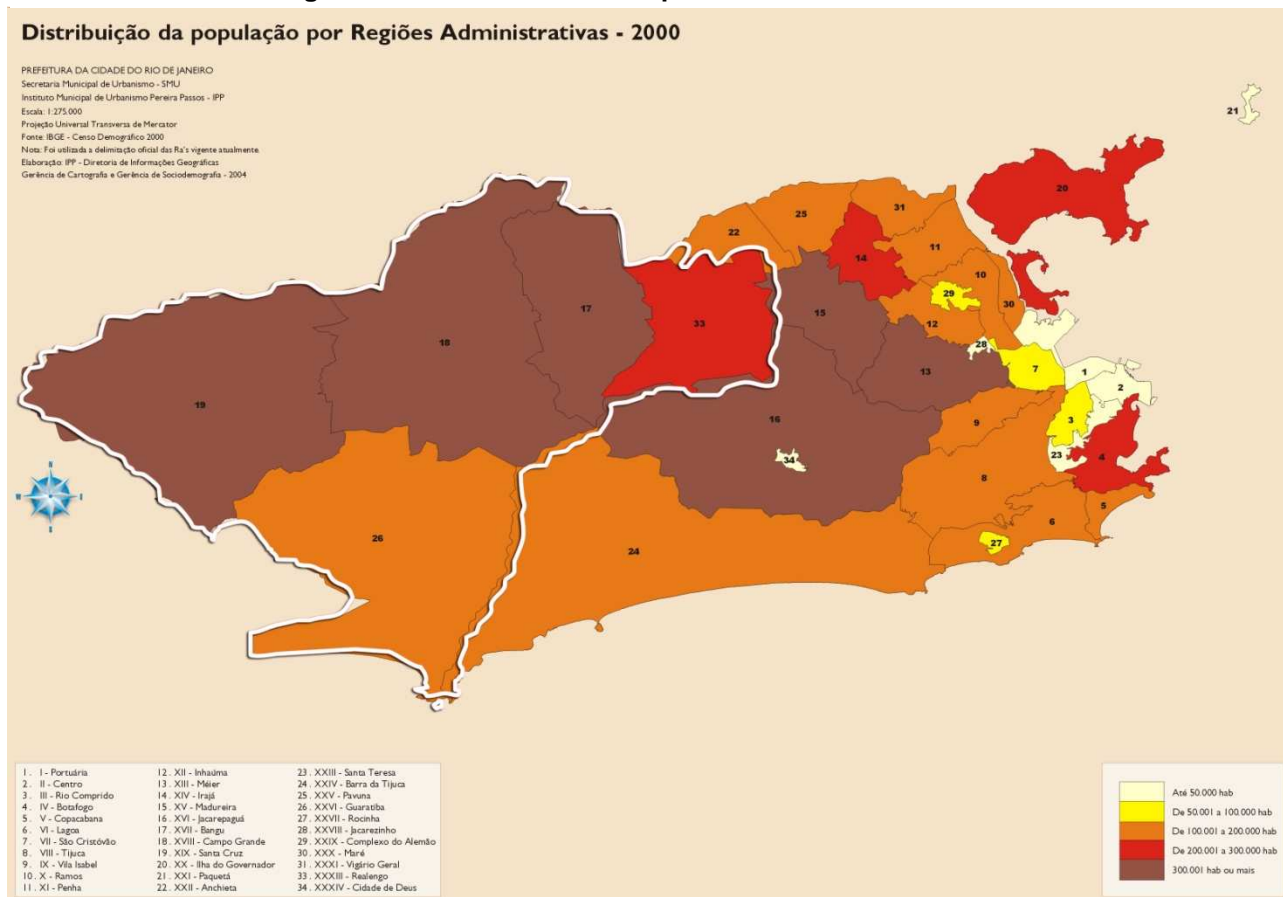 Distribuição da população por Regiões Administrativas - 2000
PREFEITURA DA CIDADE DO RIO DE JANEIRO
Secretaria Municipal de Urbanismo - SMU
Instituto Municipal de Urbanismo Pereira Passos - IPP
Escala: 1:275.000
Projeção Universal Transversa de Mercator
Fonte: IBGE - Censo Demográfico 2000
Nota: Foi utilizada a delimitação oficial das Ra's vigente atualmente.
Elaboração: IPP - Diretoria de Informações Geográficas
Gerência de Cartografia e Gerência de Sociodemografia - 2004
21
20
31
25
22
11
14
10
29
30
17
15
12
33
28
18
13
7
1
2
19
16
9
3
34
23
4
8
5
6
26
27
24
N
W
E
S
1 . I - Portuária
2 . II - Centro
3 . III - Rio Comprido
4 . IV - Botafogo
5 . V - Copacabana
6 . VI - Lagoa
7 . VII - São Cristóvão
8 . VIII - Tijuca
9 . IX - Vila Isabel
10 . X - Ramos
11 . XI - Penha
12 . XII - Inhaúma
13 . XIII - Méier
14 . XIV - Irajá
15 . XV - Madureira
16 . XVI - Jacarepaguá
17 . XVII - Bangu
18 . XVIII - Campo Grande
19 . XIX - Santa Cruz
20 . XX - Ilha do Governador
21 . XXI - Paquetá
22 . XXII - Anchieta
23 . XXIII - Santa Teresa
24 . XXIV - Barra da Tijuca
25 . XXV - Pavuna
26 . XXVI - Guaratiba
27 . XXVII - Rocinha
28 . XXVIII - Jacarezinho
29 . XXIX - Complexo do Alemão
30 . XXX - Maré
31 . XXXI - Vigário Geral
33 . XXXIII - Realengo
34 . XXXIV - Cidade de Deus
Até 50.000 hab
De 50.001 a 100.000 hab
De 100.001 a 200.000 hab
De 200.001 a 300.000 hab
300.001 hab ou mais